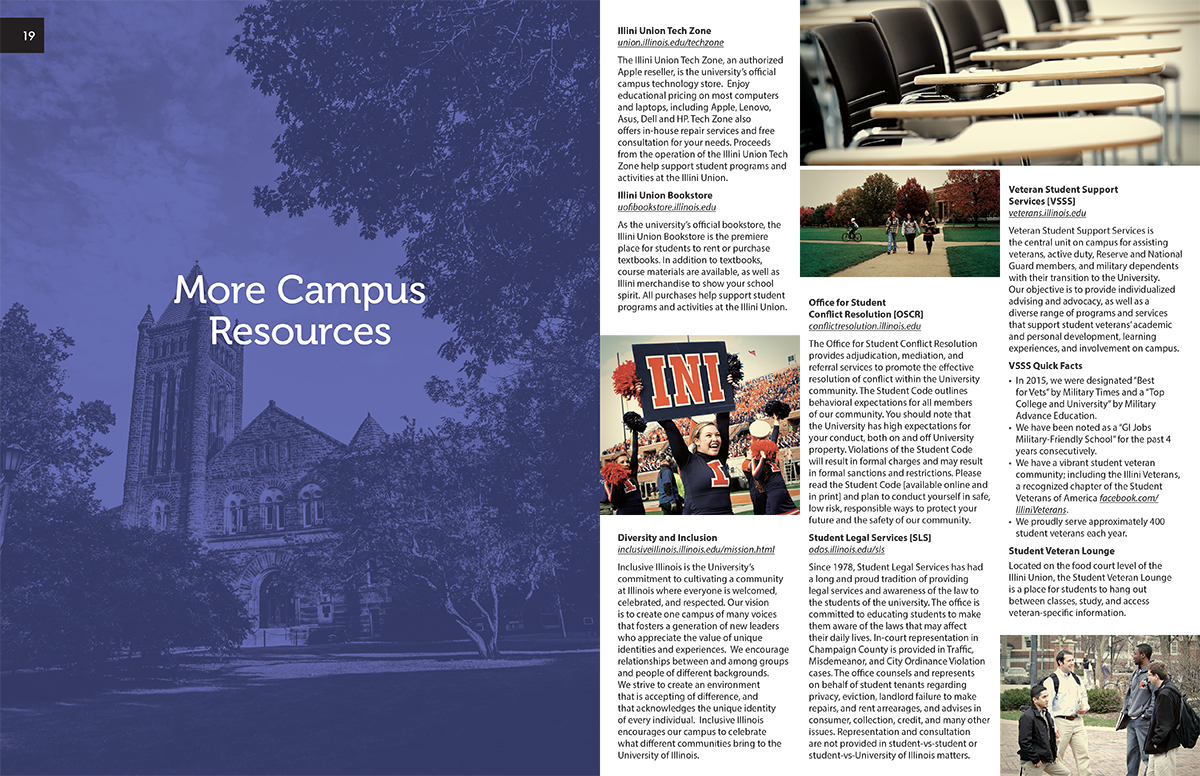 19
More Campus
Resources
Illini Union Tech Zone
union.illinois.edu/techzone
The Illini Union Tech Zone, an authorized
Apple reseller, is the university's official
campus technology store.  Enjoy
educational pricing on most computers
and laptops, including Apple, Lenovo,
Asus, Dell and HP. Tech Zone also
offers in-house repair services and free
consultation for your needs. Proceeds
from the operation of the Illini Union Tech
Zone help support student programs and
activities at the Illini Union.
Illini Union Bookstore
uofibookstore.illinois.edu
As the university's official bookstore, the
Illini Union Bookstore is the premiere
place for students to rent or purchase
textbooks. In addition to textbooks,
course materials are available, as well as
Illini merchandise to show your school
spirit. All purchases help support student
programs and activities at the Illini Union.
INI
I
Diversity and Inclusion
inclusiveillinois.illinois.edu/mission.html
Inclusive Illinois is the University's
commitment to cultivating a community
at Illinois where everyone is welcomed,
celebrated, and respected. Our vision
is to create one campus of many voices
that fosters a generation of new leaders
who appreciate the value of unique
identities and experiences.  We encourage
relationships between and among groups
and people of different backgrounds.
We strive to create an environment
that is accepting of difference, and
that acknowledges the unique identity
of every individual.  Inclusive Illinois
encourages our campus to celebrate
what different communities bring to the
University of Illinois.
Office for Student
Conflict Resolution [OSCR]
conflictresolution.illinois.edu
The Office for Student Conflict Resolution
provides adjudication, mediation, and
referral services to promote the effective
resolution of conflict within the University
community. The Student Code outlines
behavioral expectations for all members
of our community. You should note that
the University has high expectations for
your conduct, both on and off University
property. Violations of the Student Code
will result in formal charges and may result
in formal sanctions and restrictions. Please
read the Student Code [available online and
in print] and plan to conduct yourself in safe,
low risk, responsible ways to protect your
future and the safety of our community.
Student Legal Services [SLS]
odos.illinois.edu/sls
Since 1978, Student Legal Services has had
a long and proud tradition of providing
legal services and awareness of the law to
the students of the university. The office is
committed to educating students to make
them aware of the laws that may affect
their daily lives. In-court representation in
Champaign County is provided in Traffic,
Misdemeanor, and City Ordinance Violation
cases. The office counsels and represents
on behalf of student tenants regarding
privacy, eviction, landlord failure to make
repairs, and rent arrearages, and advises in
consumer, collection, credit, and many other
issues. Representation and consultation
are not provided in student-vs-student or
student-vs-University of Illinois matters.
Veteran Student Support
Services [VSSS]
veterans.illinois.edu
Veteran Student Support Services is
the central unit on campus for assisting
veterans, active duty, Reserve and National
Guard members, and military dependents
with their transition to the University.
Our objective is to provide individualized
advising and advocacy, as well as a
diverse range of programs and services
that support student veterans' academic
and personal development, learning
experiences, and involvement on campus.
VSSS Quick Facts
• In 2015, we were designated "Best
for Vets" by Military Times and a "Top
College and University" by Military
Advance Education.
• We have been noted as a "GI Jobs
Military-Friendly School" for the past 4
years consecutively.
• We have a vibrant student veteran
community; including the Illini Veterans,
a recognized chapter of the Student
Veterans of America facebook.com/
IlliniVeterans.
• We proudly serve approximately 400
student veterans each year.
Student Veteran Lounge
Located on the food court level of the
Illini Union, the Student Veteran Lounge
is a place for students to hang out
between classes, study, and access
veteran-specific information.